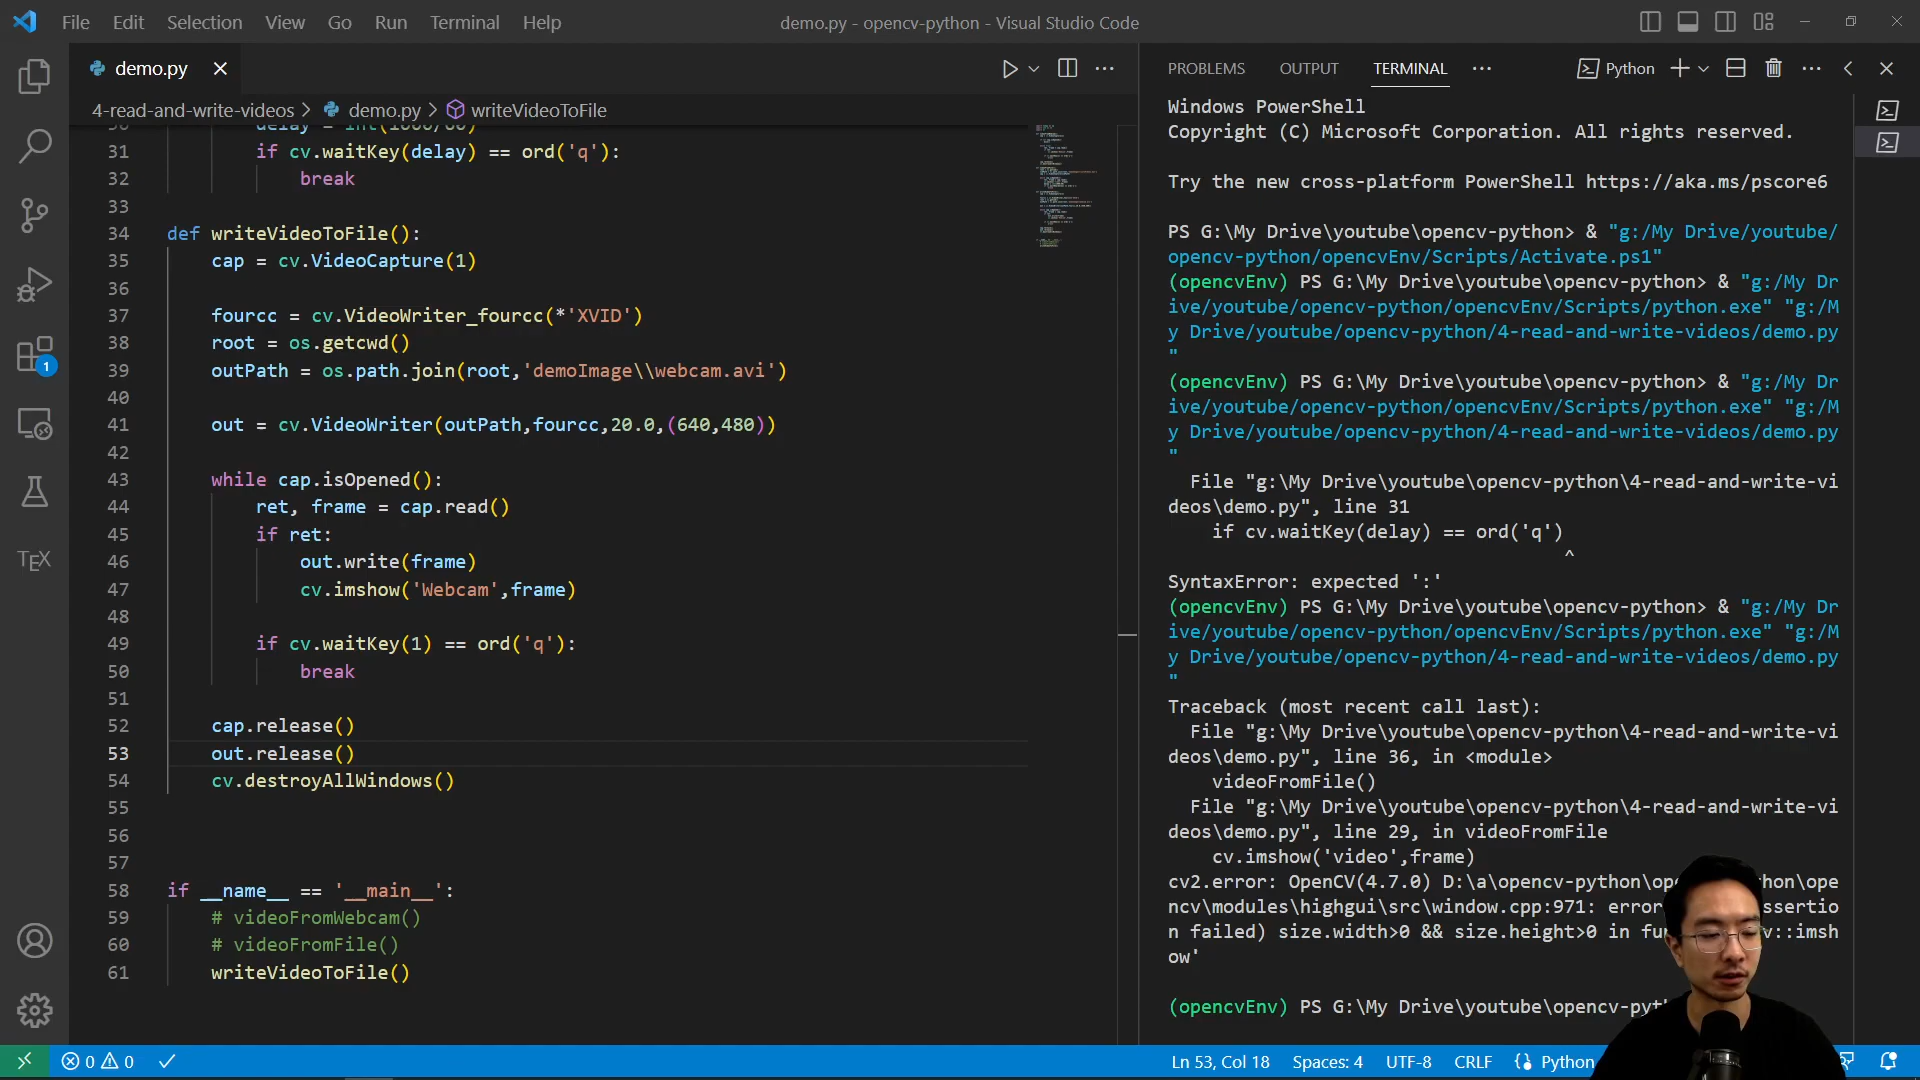 File Edit Selection View Go Run Terminal Help
demo.py - opencv-python - Visual Studio Code
demo.py
4-read-and-write-videos > demo.py > writeVideoToFile
31 if cv.waitKey(delay) == ord('q'):
32 break
33
34 def writeVideoToFile():
35 cap = cv.VideoCapture(1)
36
37 fourcc = cv.VideoWriter_fourcc(*'XVID')
38 root = os.getcwd()
39 outPath = os.path.join(root,'demoImage\\webcam.avi')
40
41 out = cv.VideoWriter(outPath,fourcc,20.0,(640,480))
42
43 while cap.isOpened():
44 ret, frame = cap.read()
45 if ret:
46 out.write(frame)
47 cv.imshow('Webcam',frame)
48
49 if cv.waitKey(1) == ord('q'):
50 break
51
52 cap.release()
53 out.release()
54 cv.destroyAllWindows()
55
56
57
58 if __name__ == '__main__':
59 # videoFromWebcam()
60 # videoFromFile()
61 writeVideoToFile()
PROBLEMS OUTPUT TERMINAL Python
Windows PowerShell
Copyright (C) Microsoft Corporation. All rights reserved.
Try the new cross-platform PowerShell https://aka.ms/pscore6
PS G:\My Drive\youtube\opencv-python> & "g:/My Drive/youtube/
opencv-python/opencvEnv/Scripts/Activate.ps1"
(opencvEnv) PS G:\My Drive\youtube\opencv-python> & "g:/My Dr
ive/youtube/opencv-python/opencvEnv/Scripts/python.exe" "g:/M
y Drive/youtube/opencv-python/4-read-and-write-videos/demo.py
"
(opencvEnv) PS G:\My Drive\youtube\opencv-python> & "g:/My Dr
ive/youtube/opencv-python/opencvEnv/Scripts/python.exe" "g:/M
y Drive/youtube/opencv-python/4-read-and-write-videos/demo.py
"
File "g:\My Drive\youtube\opencv-python\4-read-and-write-vi
deos\demo.py", line 31
if cv.waitKey(delay) == ord('q')
^
SyntaxError: expected ':'
(opencvEnv) PS G:\My Drive\youtube\opencv-python> & "g:/My Dr
ive/youtube/opencv-python/opencvEnv/Scripts/python.exe" "g:/M
y Drive/youtube/opencv-python/4-read-and-write-videos/demo.py
"
Traceback (most recent call last):
File "g:\My Drive\youtube\opencv-python\4-read-and-write-vi
deos\demo.py", line 36, in <module>
videoFromFile()
File "g:\My Drive\youtube\opencv-python\4-read-and-write-vi
deos\demo.py", line 29, in videoFromFile
cv.imshow('video',frame)
cv2.error: OpenCV(4.7.0) D:\a\opencv-python\op hon\ope
ncv\modules\highgui\src\window.cpp:971: error ssertio
n failed) size.width>0 && size.height>0 in fu v::imsh
ow'
(opencvEnv) PS G:\My Drive\youtube\opencv-pyt
TEX
1
0 0 Ln 53, Col 18 Spaces: 4 UTF-8 CRLF Python